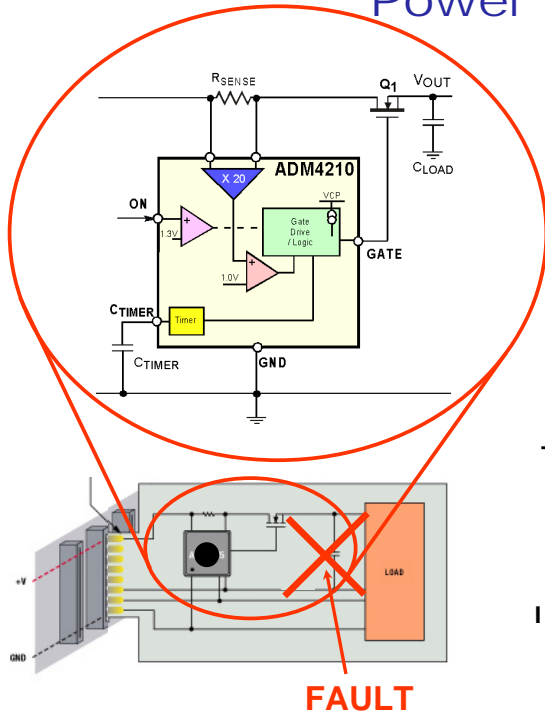 Power
RSENSE
Q1
VOUT
CLOAD
ADM4210
X 20
VCP
ON
+
1.3V
Gate
Drive
/ Logic
GATE
+
1.0V
CTIMER
Timer
CTIMER
GND
+V
LOAD
GND
I
FAULT